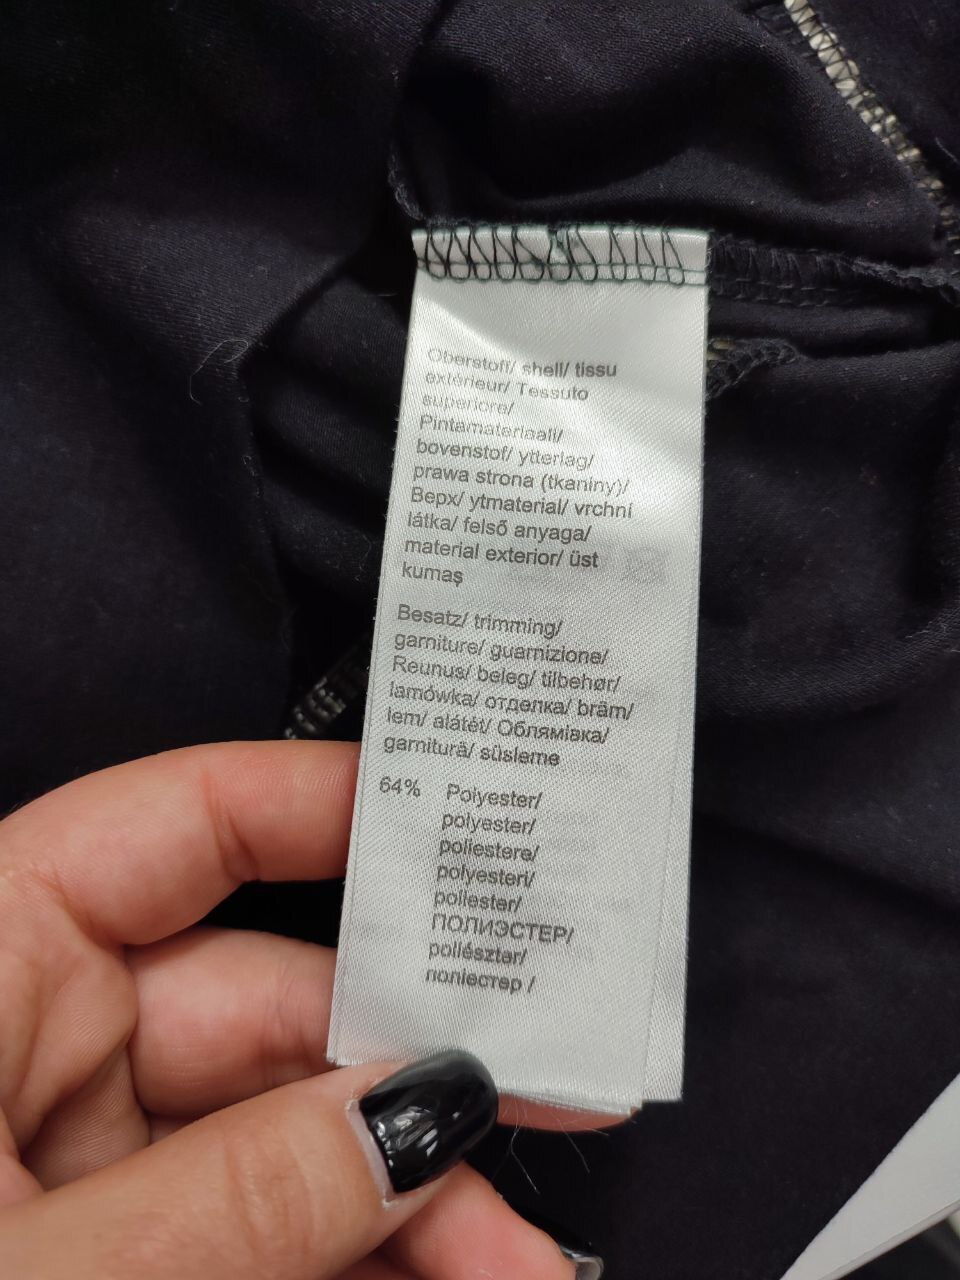 Oberstoff/ shell/ tissu
extérieur/ Tessuto
superiore/
Pintamateriaali/
bovenstof/ ytterlag/
prawa strona (tkaniny)/
Верх/ ytmaterial/ vrchní
látka/ felső anyaga/
material exterior/ üst
kumaş
Besatz/ trimming/
garniture/ guarnizione/
Reunus/ beleg/ tilbehør/
lamówka/ отделка/ bräm/
lem/ alátét/ Облямівка/
garnitură/ süsleme
64% Polyester/
polyester/
poliestere/
polyesteri/
poliester/
ПОЛИЭСТЕР/
poliészter/
поліестер /